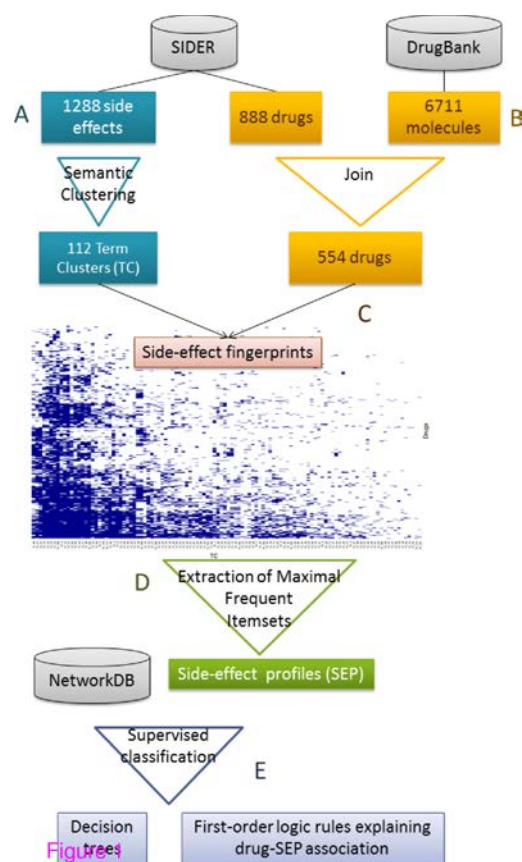 SIDER
DrugBank
A
1288 side
effects
888 drugs
6711
molecules
B
Semantic
Clustering
Join
112 Term
Clusters (TC)
554 drugs
C
Side-effect fingerprints
Drugs
TC
D
Extraction of Maximal
Frequent
Itemsets
NetworkDB
Side-effect profiles (SEP)
Supervised
classification
E
Decision
trees
First-order logic rules explaining
drug-SEP association
Figure 1